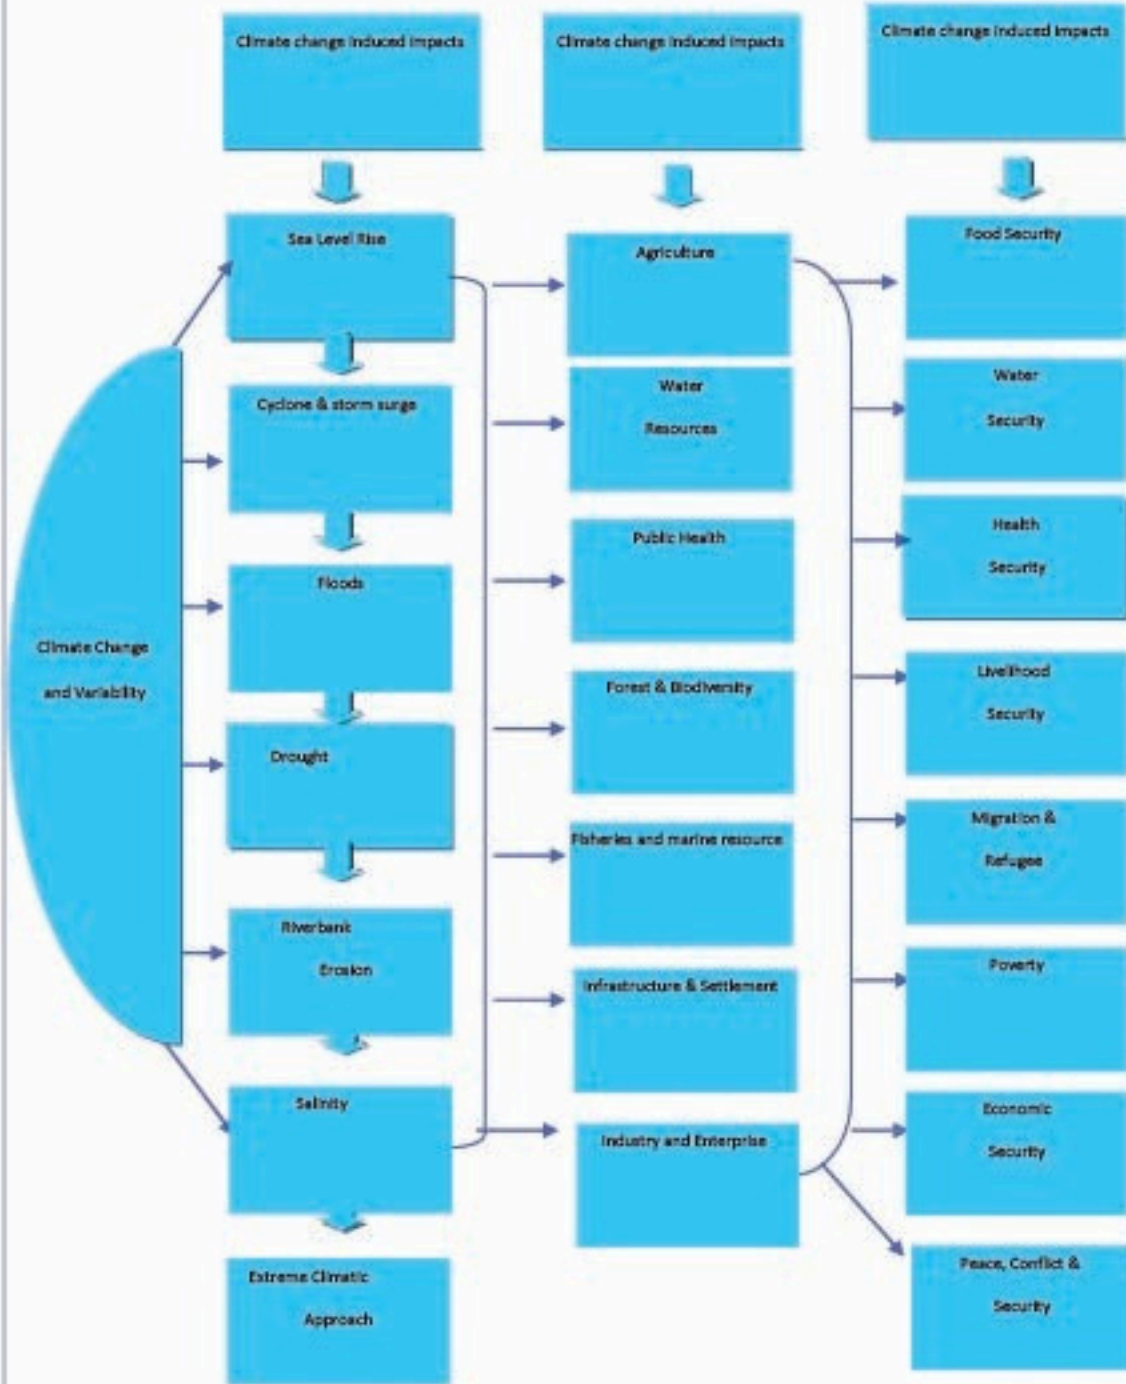 Climate change Induced Impacts
Climate change Induced Impacts
Climate change Induced Impacts
Climate Change
and Variability
Sea Level Rise
Cyclone & storm surge
Floods
Drought
Riverbank
Erosion
Salinity
Extreme Climatic
Approach
Agriculture
Water
Resources
Public Health
Forest & Biodiversity
Fisheries and marine resource
Infrastructure & Settlement
Industry and Enterprise
Food Security
Water
Security
Health
Security
Livelihood
Security
Migration &
Refugee
Poverty
Economic
Security
Peace, Conflict &
Security